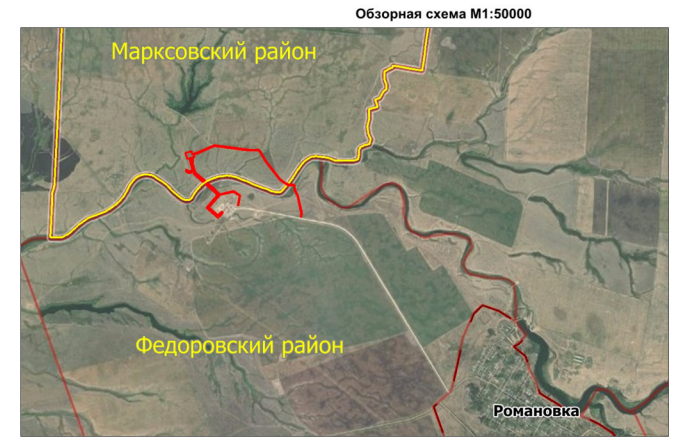 Обзорная схема М1:50000
Марксовский район
Федоровский район
Романовка